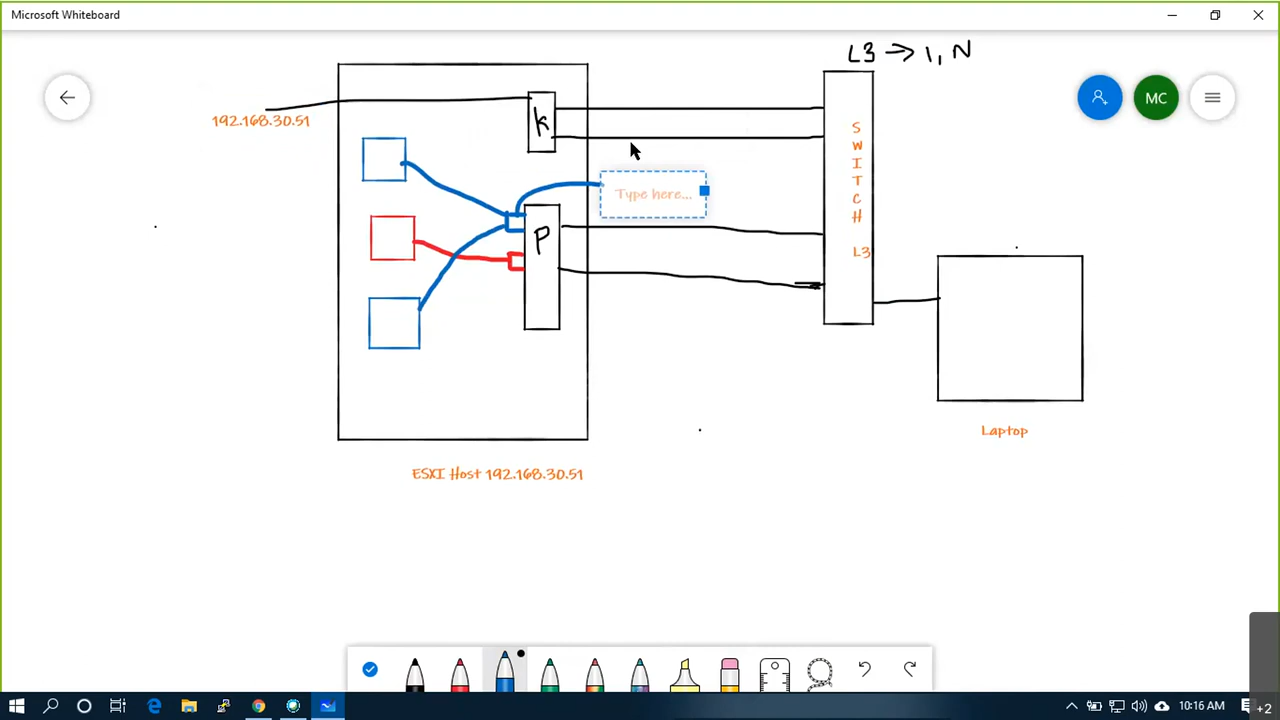 Microsoft Whiteboard
L3 → 1, N
MC
192.168.30.51
K
S
W
I
T
C
H
L3
Type here...
P
Laptop
ESXI Host 192.168.30.51
10:16 AM
+2